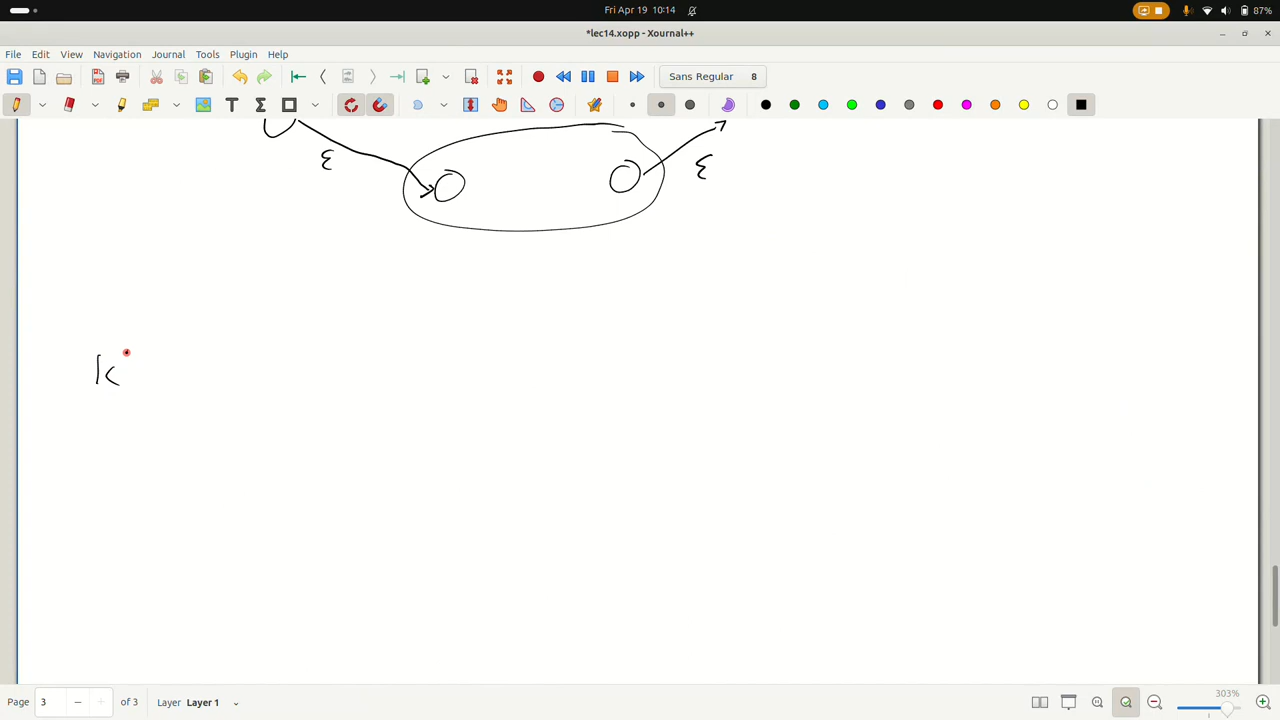 Fri Apr 19 10:14
87%
*lec14.xopp - Xournal++
File Edit View Navigation Journal Tools Plugin Help
Sans Regular 8
ε
ε
K
Page 3 of 3 Layer Layer 1
303%